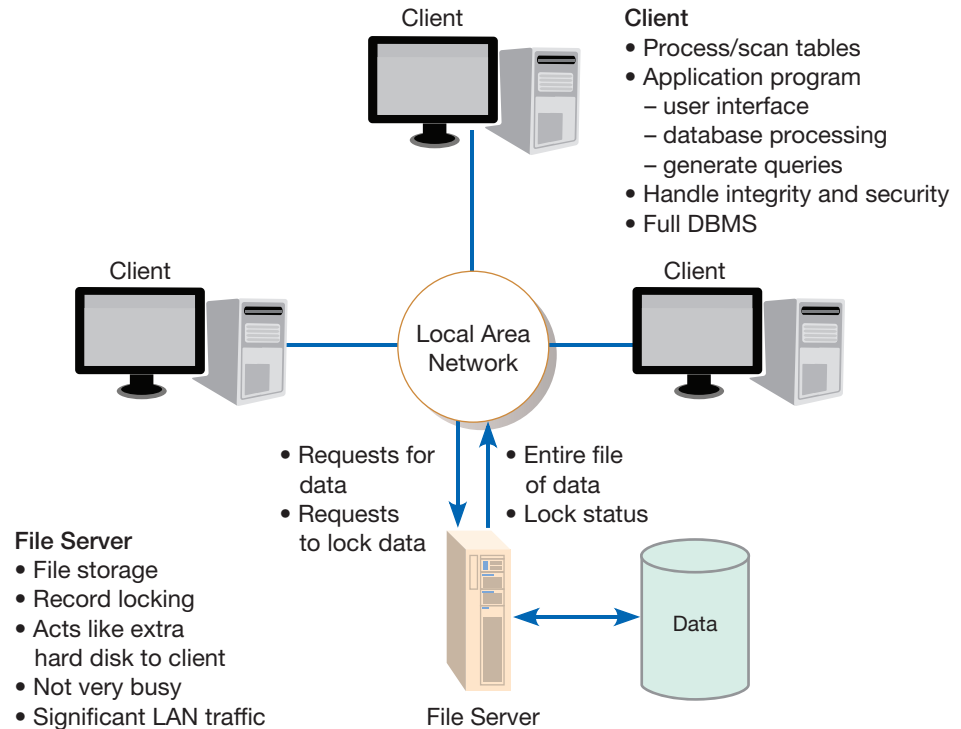 Client
Client
• Process/scan tables
• Application program
– user interface
– database processing
– generate queries
• Handle integrity and security
• Full DBMS
Client
Client
Local Area
Network
• Requests for
data
• Requests
to lock data
• Entire file
of data
• Lock status
File Server
• File storage
• Record locking
• Acts like extra
hard disk to client
• Not very busy
• Significant LAN traffic
Data
File Server